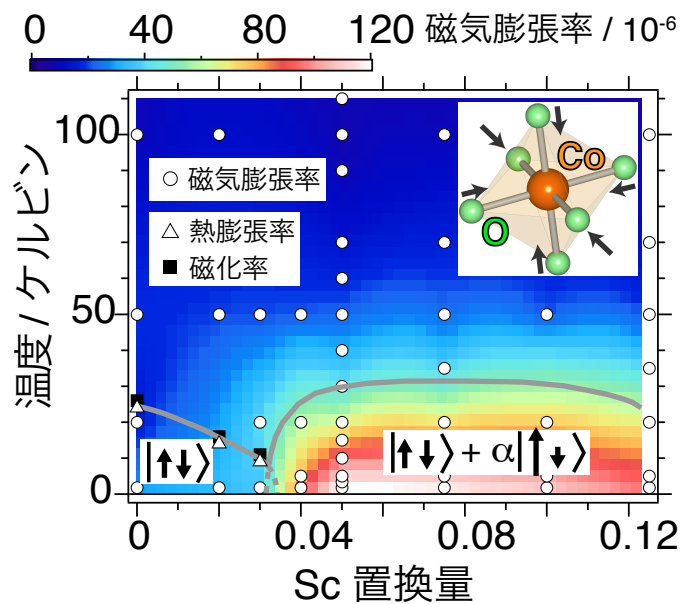 0 40 80 120 磁気膨張率 / 10-6
100
50
0
温度 / ケルビン
○ 磁気膨張率
△ 熱膨張率
■ 磁化率
Co
O
|↑↓⟩
|↑↓⟩ + α|↑↓⟩
0 0.04 0.08 0.12
Sc 置換量